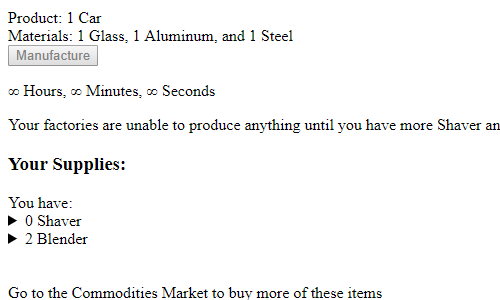 Product: 1 Car
Materials: 1 Glass, 1 Aluminum, and 1 Steel
Manufacture
∞ Hours, ∞ Minutes, ∞ Seconds
Your factories are unable to produce anything until you have more Shaver an
Your Supplies:
You have:
▶ 0 Shaver
▶ 2 Blender
Go to the Commodities Market to buy more of these items